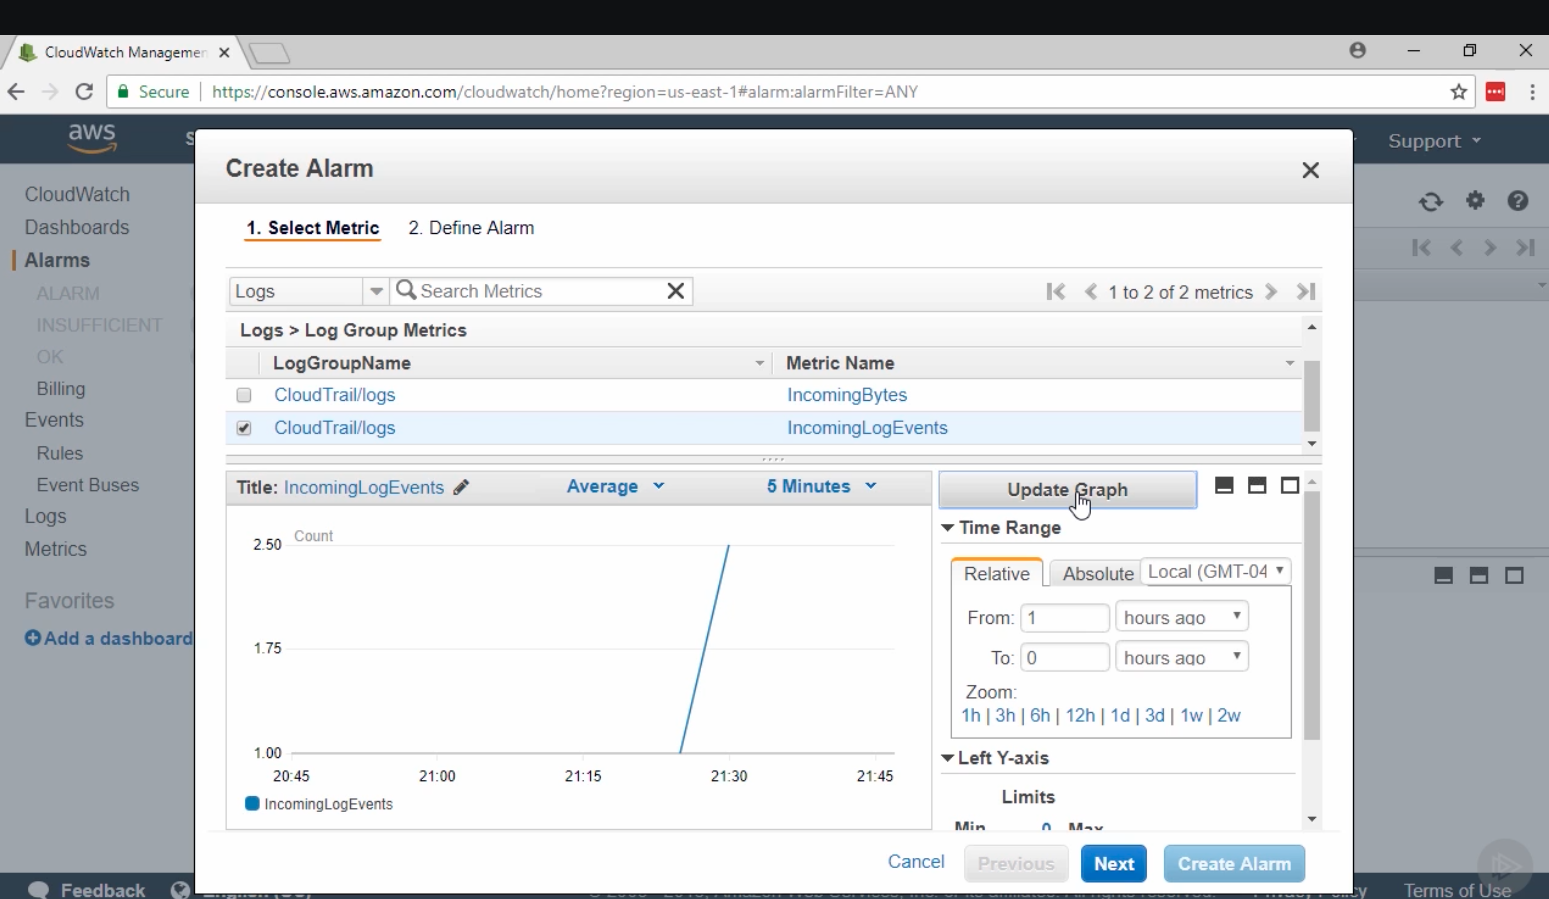 CloudWatch Managemen
Secure
https://console.aws.amazon.com/cloudwatch/home?region=us-east-1#alarm:alarmFilter=ANY
aws
Support
CloudWatch
Dashboards
Alarms
ALARM
INSUFFICIENT
OK
Billing
Events
Rules
Event Buses
Logs
Metrics
Favorites
Add a dashboard
Create Alarm
1. Select Metric 2. Define Alarm
Logs Search Metrics 1 to 2 of 2 metrics
Logs > Log Group Metrics
LogGroupName Metric Name
CloudTrail/logs IncomingBytes
CloudTrail/logs IncomingLogEvents
Title: IncomingLogEvents Average 5 Minutes
Count
2.50
1.75
1.00
20:45 21:00 21:15 21:30 21:45
IncomingLogEvents
Update Graph
Time Range
Relative Absolute Local (GMT-04
From: 1 hours ago
To: 0 hours ago
Zoom:
1h | 3h | 6h | 12h | 1d | 3d | 1w | 2w
Left Y-axis
Limits
Min 0 Max
Cancel Previous Next Create Alarm
Feedback
Terms of Use